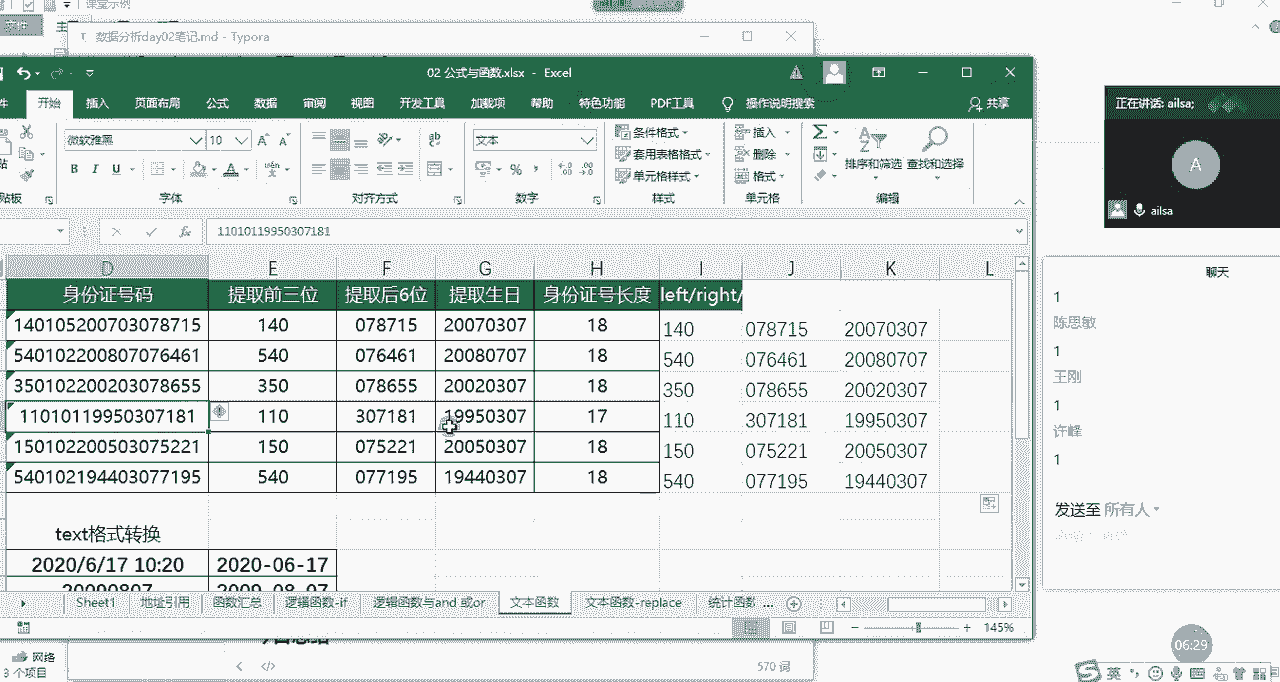 课堂示例
文件
数据分析day02笔记.md - Typora
02 公式与函数.xlsx - Excel
件 开始 插入 页面布局 公式 数据 审阅 视图 开发工具 加载项 帮助 特色功能 PDF工具 操作说明搜索 共享
微软雅黑 10 文本
B I U
条件格式 套用表格格式 单元格样式
插入 删除 格式
排序和筛选 查找和选择
贴板 字体 对齐方式 数字 样式 单元格 编辑
11010119950307181
D E F G H I J K L
身份证号码 提取前三位 提取后6位 提取生日 身份证号长度 left/right/
140105200703078715 140 078715 20070307 18 140 078715 20070307
540102200807076461 540 076461 20080707 18 540 076461 20080707
350102200203078655 350 078655 20020307 18 350 078655 20020307
11010119950307181 110 307181 19950307 17 110 307181 19950307
150102200503075221 150 075221 20050307 18 150 075221 20050307
540102194403077195 540 077195 19440307 18 540 077195 19440307
text格式转换
2020/6/17 10:20 2020-06-17
20090807 2009-08-07
Sheet1 地址引用 函数汇总 逻辑函数-if 逻辑函数与and 或or 文本函数 文本函数-replace 统计函数 ...
145%
网络
3 个项目
570 词
正在讲话: ailsa;
A
ailsa
聊天
1
陈思敏
1
王刚
1
许峰
1
发送至 所有人
06:29
英